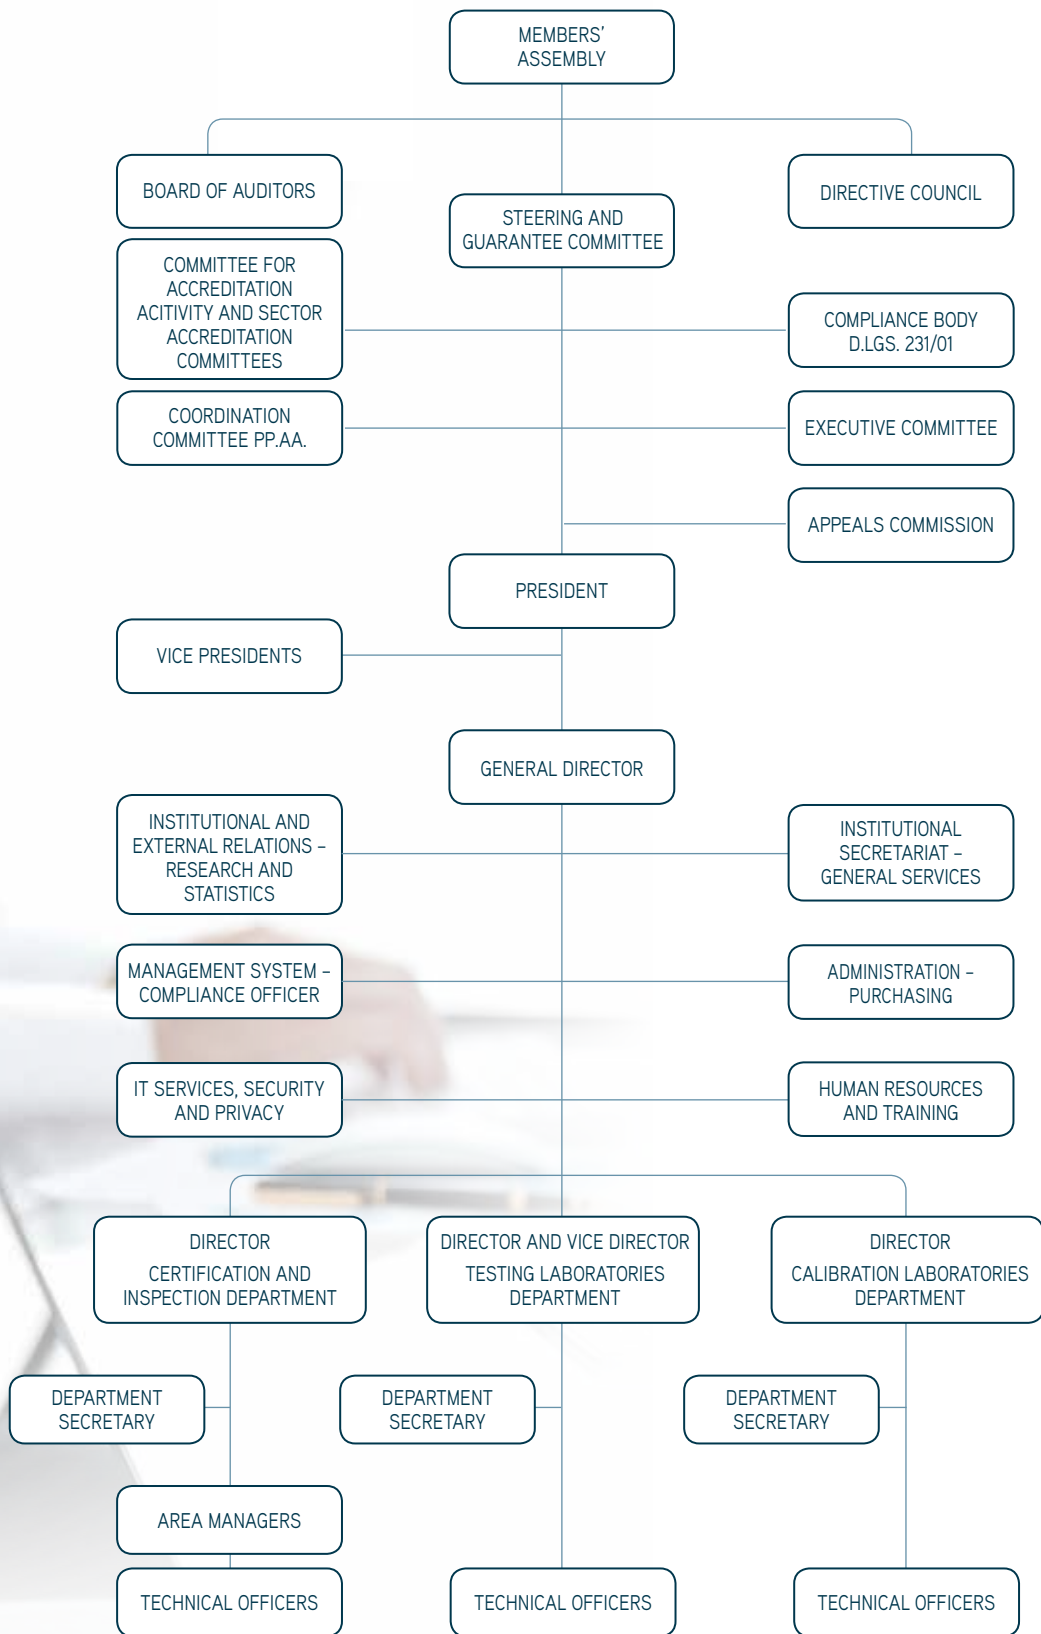 MEMBERS'
ASSEMBLY
BOARD OF AUDITORS
STEERING AND
GUARANTEE COMMITTEE
DIRECTIVE COUNCIL
COMMITTEE FOR
ACCREDITATION
ACITIVITY AND SECTOR
ACCREDITATION
COMMITTEES
COMPLIANCE BODY
D.LGS. 231/01
COORDINATION
COMMITTEE PP.AA.
EXECUTIVE COMMITTEE
APPEALS COMMISSION
PRESIDENT
VICE PRESIDENTS
GENERAL DIRECTOR
INSTITUTIONAL AND
EXTERNAL RELATIONS –
RESEARCH AND
STATISTICS
INSTITUTIONAL
SECRETARIAT –
GENERAL SERVICES
MANAGEMENT SYSTEM –
COMPLIANCE OFFICER
ADMINISTRATION –
PURCHASING
IT SERVICES, SECURITY
AND PRIVACY
HUMAN RESOURCES
AND TRAINING
DIRECTOR
CERTIFICATION AND
INSPECTION DEPARTMENT
DIRECTOR AND VICE DIRECTOR
TESTING LABORATORIES
DEPARTMENT
DIRECTOR
CALIBRATION LABORATORIES
DEPARTMENT
DEPARTMENT
SECRETARY
DEPARTMENT
SECRETARY
DEPARTMENT
SECRETARY
AREA MANAGERS
TECHNICAL OFFICERS
TECHNICAL OFFICERS
TECHNICAL OFFICERS